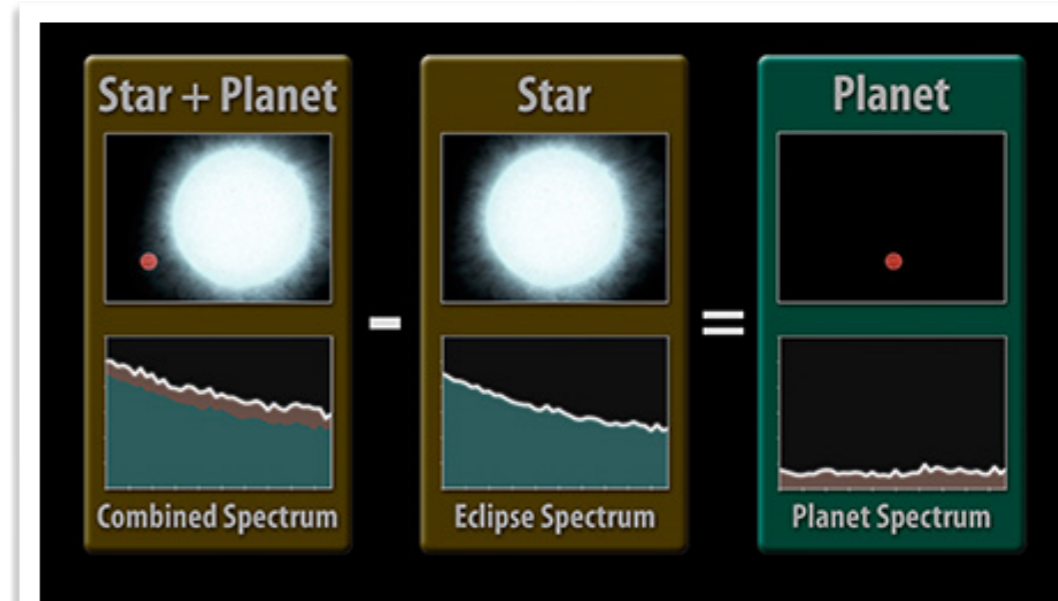 Star + Planet
Star
Planet
-
=
Combined Spectrum
Eclipse Spectrum
Planet Spectrum